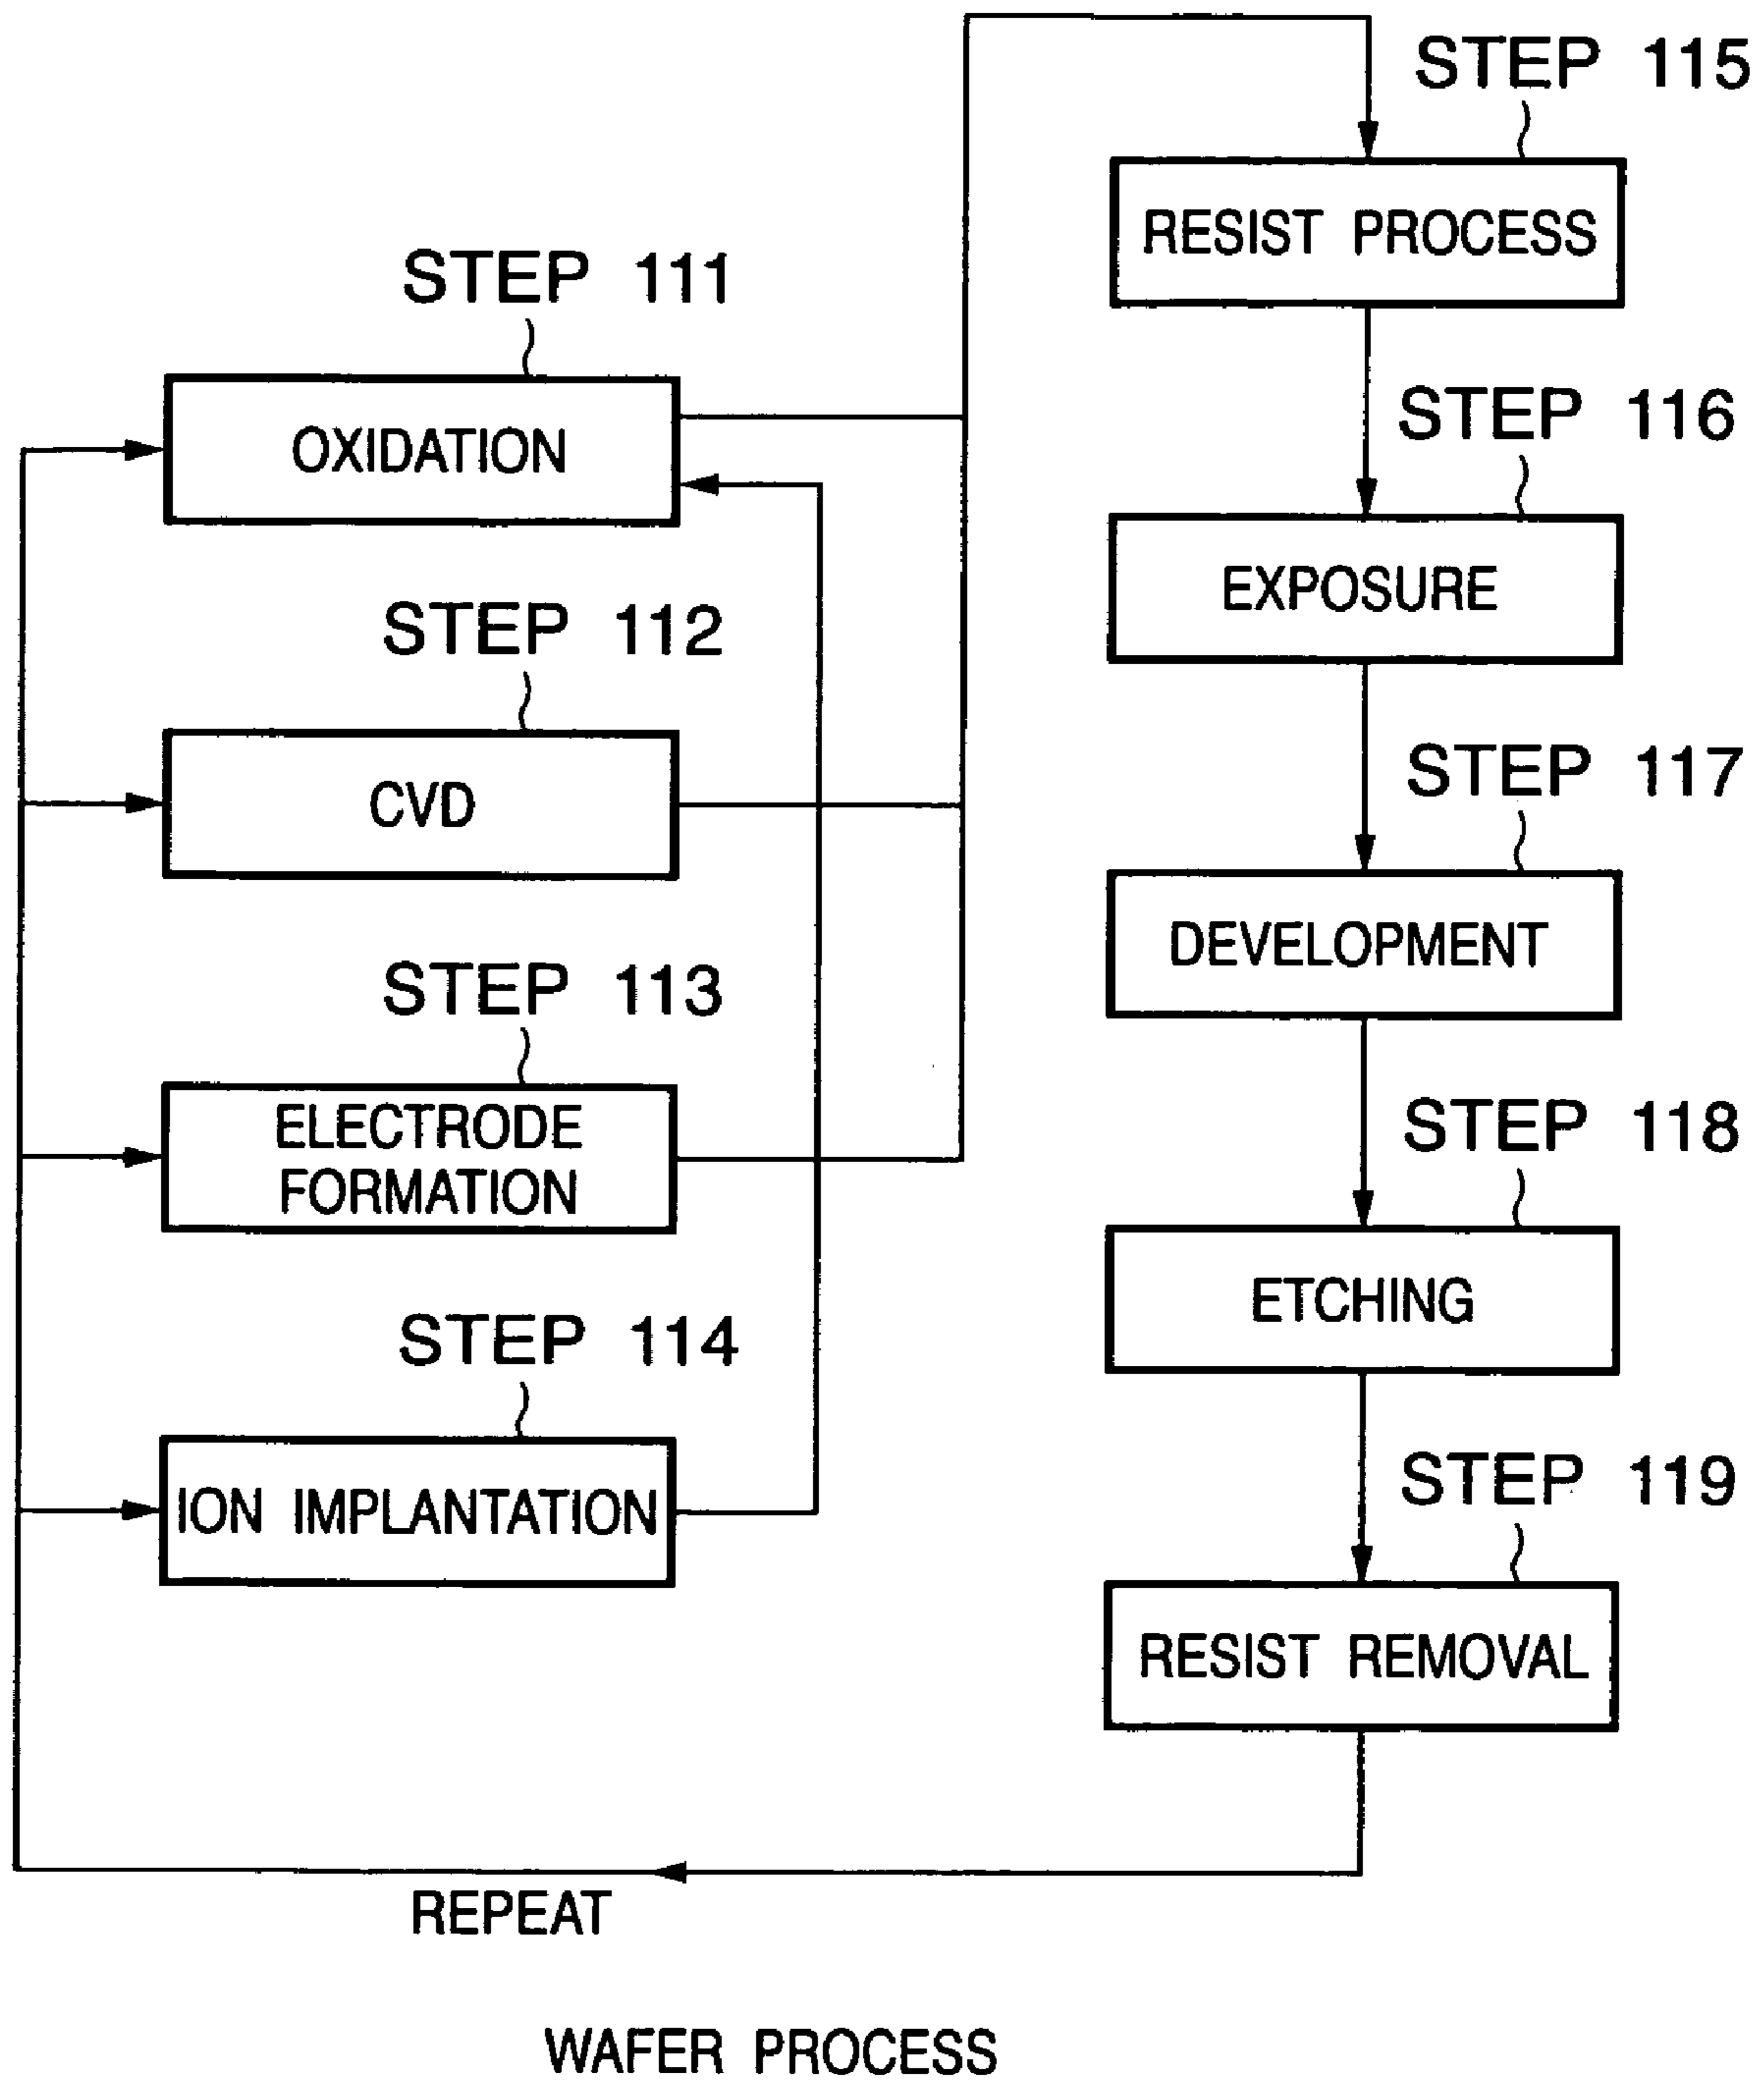 STEP 111
OXIDATION
STEP 112
CVD
STEP 113
ELECTRODE
FORMATION
STEP 114
ION IMPLANTATION
STEP 115
RESIST PROCESS
STEP 116
EXPOSURE
STEP 117
DEVELOPMENT
STEP 118
ETCHING
STEP 119
RESIST REMOVAL
REPEAT
WAFER PROCESS